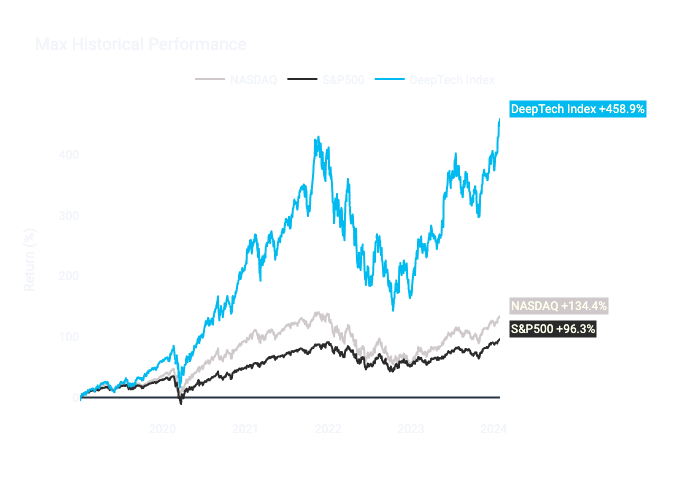 Max Historical Performance
NASDAQ S&P500 DeepTech Index
DeepTech Index +458.9%
400
300
Return (%)
200
NASDAQ +134.4%
S&P500 +96.3%
100
2020 2021 2022 2023 2024